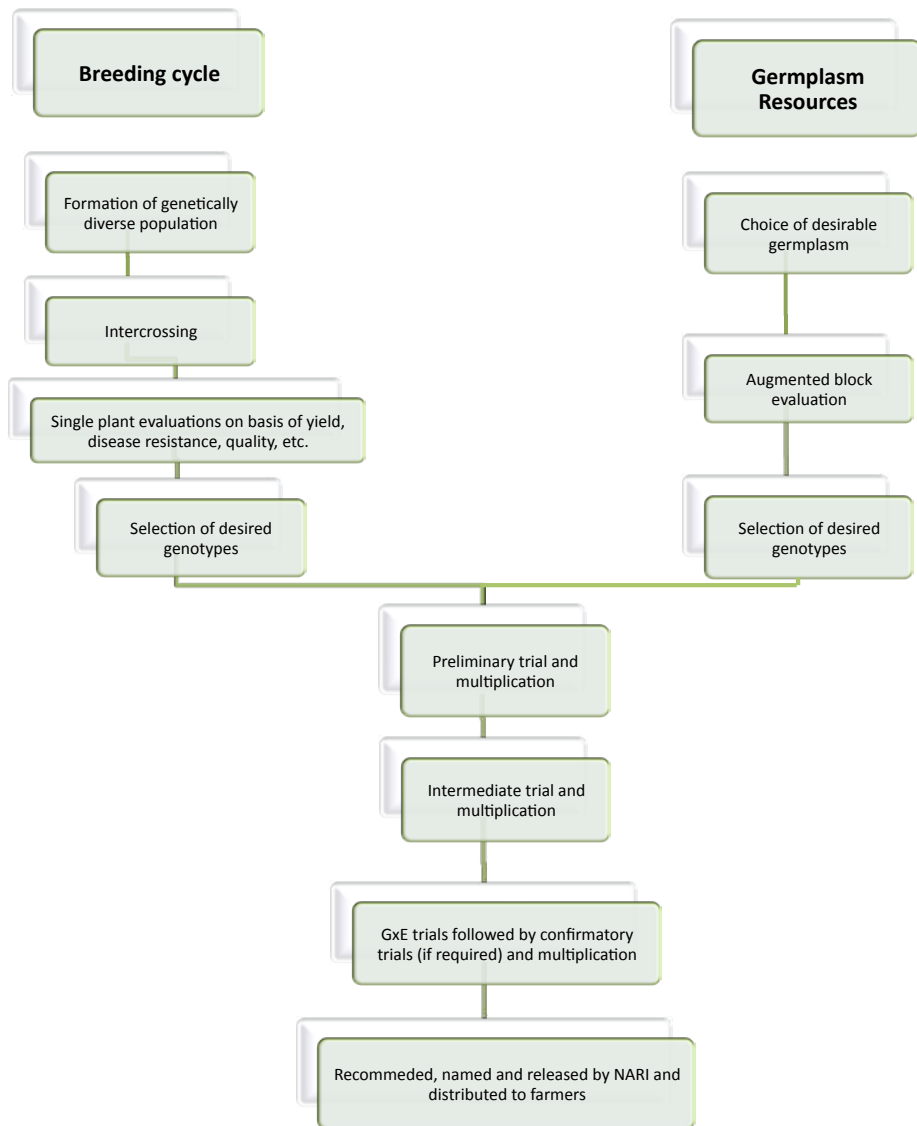 Breeding cycle
Germplasm
Resources
Formation of genetically
diverse population
Intercrossing
Single plant evaluations on basis of yield,
disease resistance, quality, etc.
Selection of desired
genotypes
Choice of desirable
germplasm
Augmented block
evaluation
Selection of desired
genotypes
Preliminary trial and
multiplication
Intermediate trial and
multiplication
GxE trials followed by confirmatory
trials (if required) and multiplication
Recommeded, named and released by NARI and
distributed to farmers